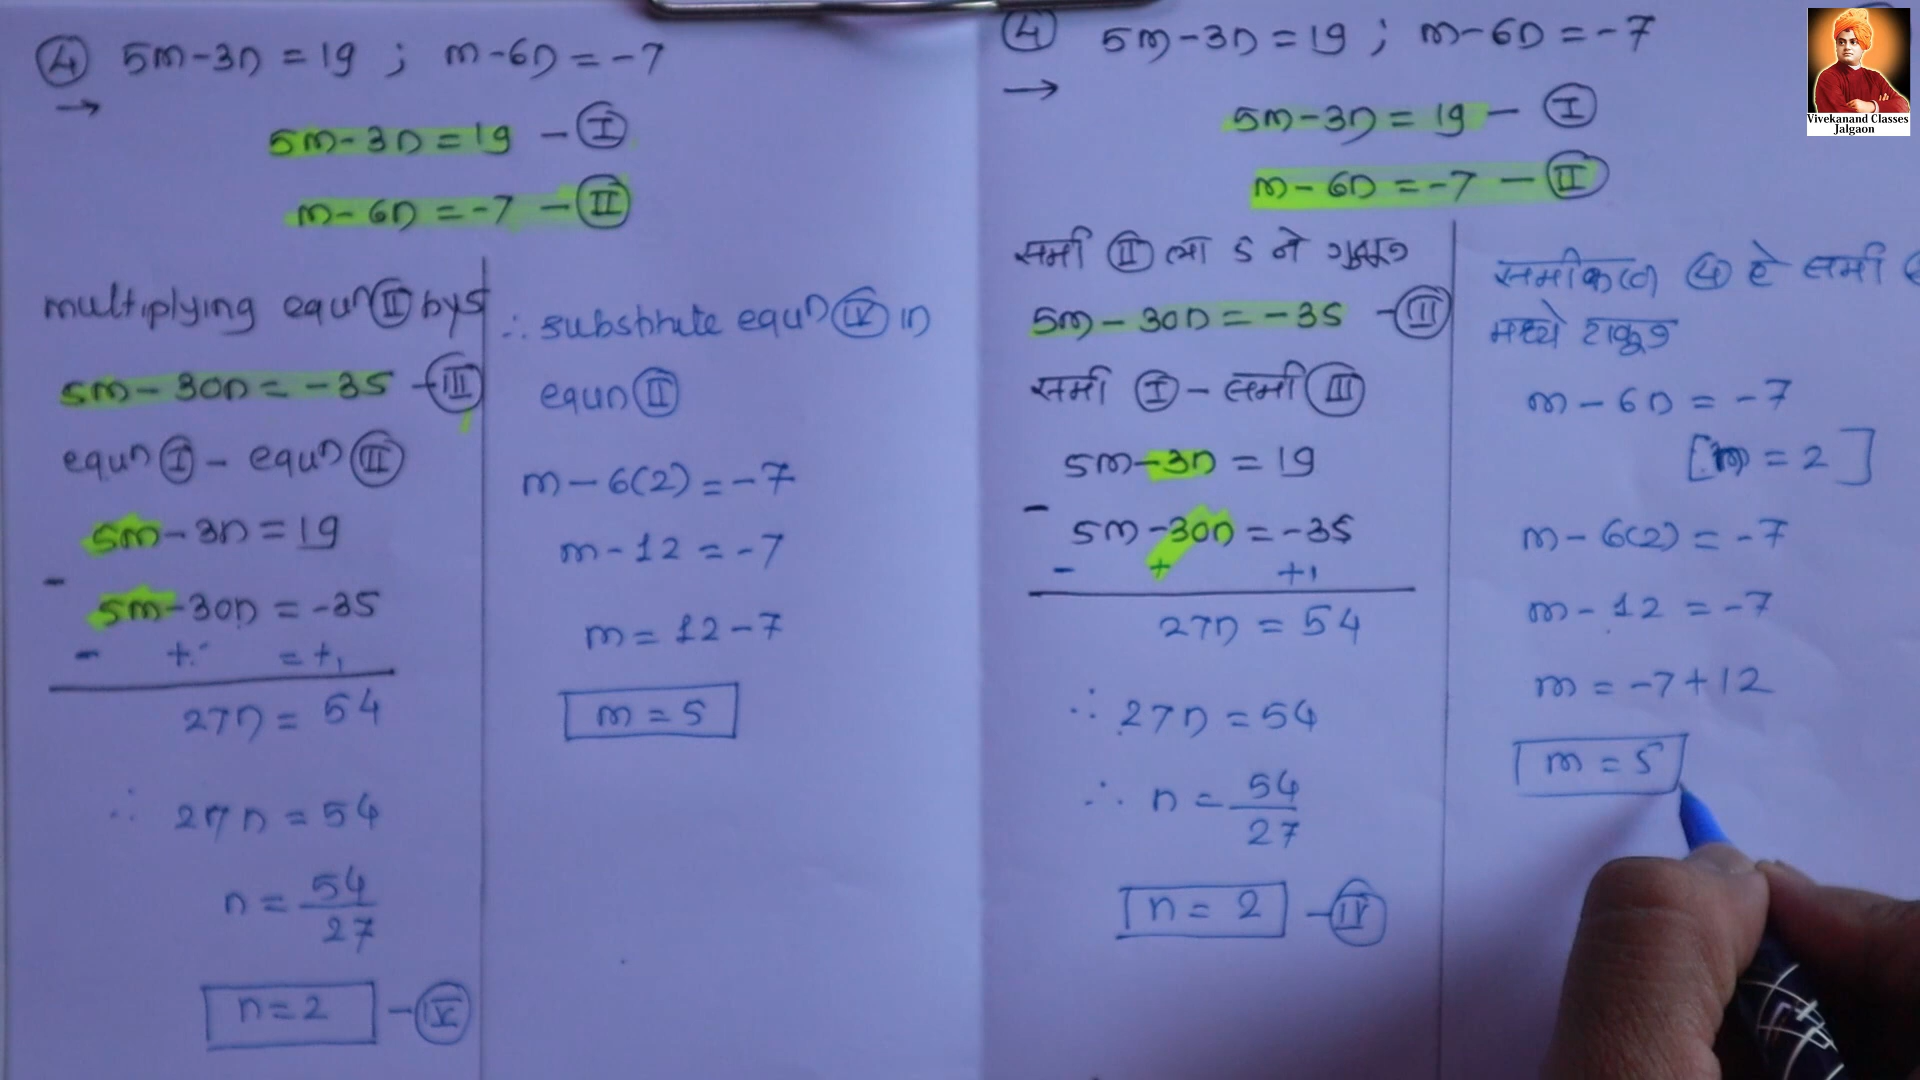 ④ 5m-3n = 19 ; m-6n = -7
→
5m-3n = 19 - Ⅰ
m-6n = -7 - Ⅱ
multiplying equn Ⅱ by 5
5m-30n = -35 - Ⅲ
equn Ⅰ - equn Ⅲ
5m-3n = 19
-
5m-30n = -35
- + = +
27n = 54
∴ 27n = 54
n = 54/27
n = 2 - Ⅳ
∴ substitute equn Ⅳ in
equn Ⅱ
m-6(2) = -7
m-12 = -7
m = 12-7
m = 5
④ 5m-3n = 19 ; m-6n = -7
→
5m-3n = 19 - Ⅰ
m-6n = -7 - Ⅱ
समी Ⅱ ला 5 ने गुणून
5m-30n = -35 - Ⅲ
समी Ⅰ - समी Ⅲ
5m-3n = 19
-
5m-30n = -35
- + +
27n = 54
∴ 27n = 54
∴ n = 54/27
n = 2 - Ⅳ
समीकरण ④ हे समी
मध्ये टाकून
m-6n = -7
[n = 2]
m-6(2) = -7
m-12 = -7
m = -7+12
m = 5
Vivekanand Classes
Jalgaon